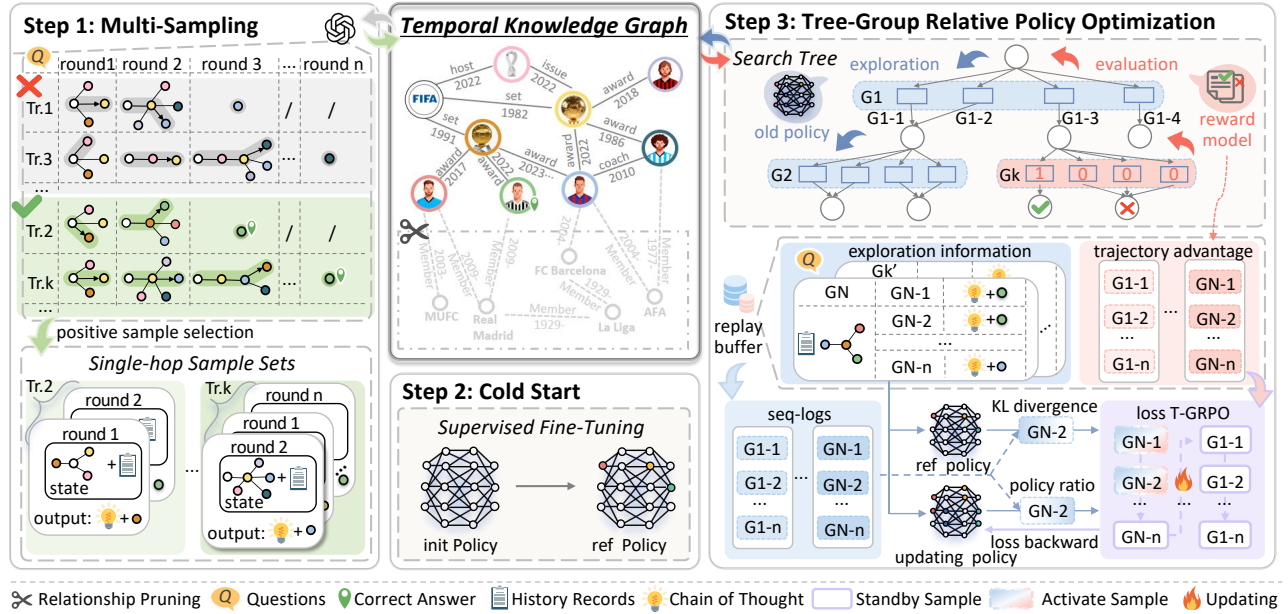 Step 1: Multi-Sampling
Q
round1 round 2 round 3 ... round n
Tr.1
/ /
Tr.3
...
...
Tr.2
/ /
Tr.k
...
...
positive sample selection
Single-hop Sample Sets
Tr.2
round 2
round 1
+
state
output: +
...
Tr.k
round n
round 1
round 2
+
state
output: +
Temporal Knowledge Graph
FIFA
host
2022
issue
2022
set
1982
award
2018
set
1991
award
1986
award
2022
coach
2010
award
2017
award
2022
award
2023...
2003-
Member
2009-
Member
2009-
Member
2004-
2004-
Member
Member
1977-
FC Barcelona
1929-
Member
MUFC
Real
Madrid
Member
1929-
La Liga
AFA
Step 2: Cold Start
Supervised Fine-Tuning
init Policy
ref Policy
Step 3: Tree-Group Relative Policy Optimization
Search Tree
exploration
evaluation
old policy
G1
G1-1
G1-2
G1-3
G1-4
reward
model
G2
Gk
1 0 0 0
Q
exploration information
Gk'
GN
GN-1
+
GN-2
+
...
GN-n
+
replay
buffer
trajectory advantage
G1-1
G1-2
...
G1-n
...
GN-1
GN-2
...
GN-n
seq-logs
G1-1
G1-2
...
G1-n
...
GN-1
GN-2
...
GN-n
ref policy
updating policy
KL divergence
GN-2
policy ratio
GN-2
loss backward
loss T-GRPO
GN-1
GN-2
...
GN-n
G1-1
G1-2
...
G1-n
Relationship Pruning
Q Questions
Correct Answer
History Records
Chain of Thought
Standby Sample
Activate Sample
Updating